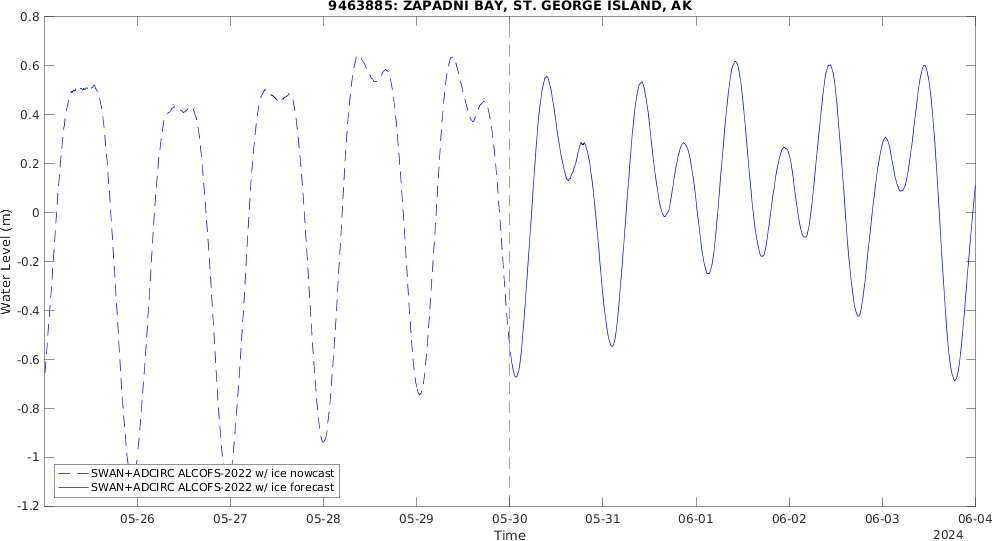 9463885: ZAPADNI BAY, ST. GEORGE ISLAND, AK
0.8
0.6
0.4
0.2
0
-0.2
-0.4
-0.6
-0.8
-1
-1.2
Water Level (m)
SWAN+ADCIRC ALCOFS-2022 w/ ice nowcast
SWAN+ADCIRC ALCOFS-2022 w/ ice forecast
05-26 05-27 05-28 05-29 05-30 05-31 06-01 06-02 06-03 06-04
Time
2024